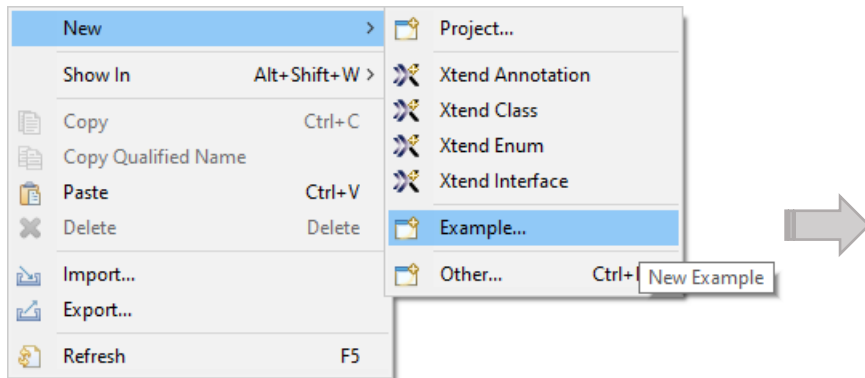 New >
Show In Alt+Shift+W >
Copy Ctrl+C
Copy Qualified Name
Paste Ctrl+V
Delete Delete
Import...
Export...
Refresh F5
Project...
Xtend Annotation
Xtend Class
Xtend Enum
Xtend Interface
Example...
Other...
New Example